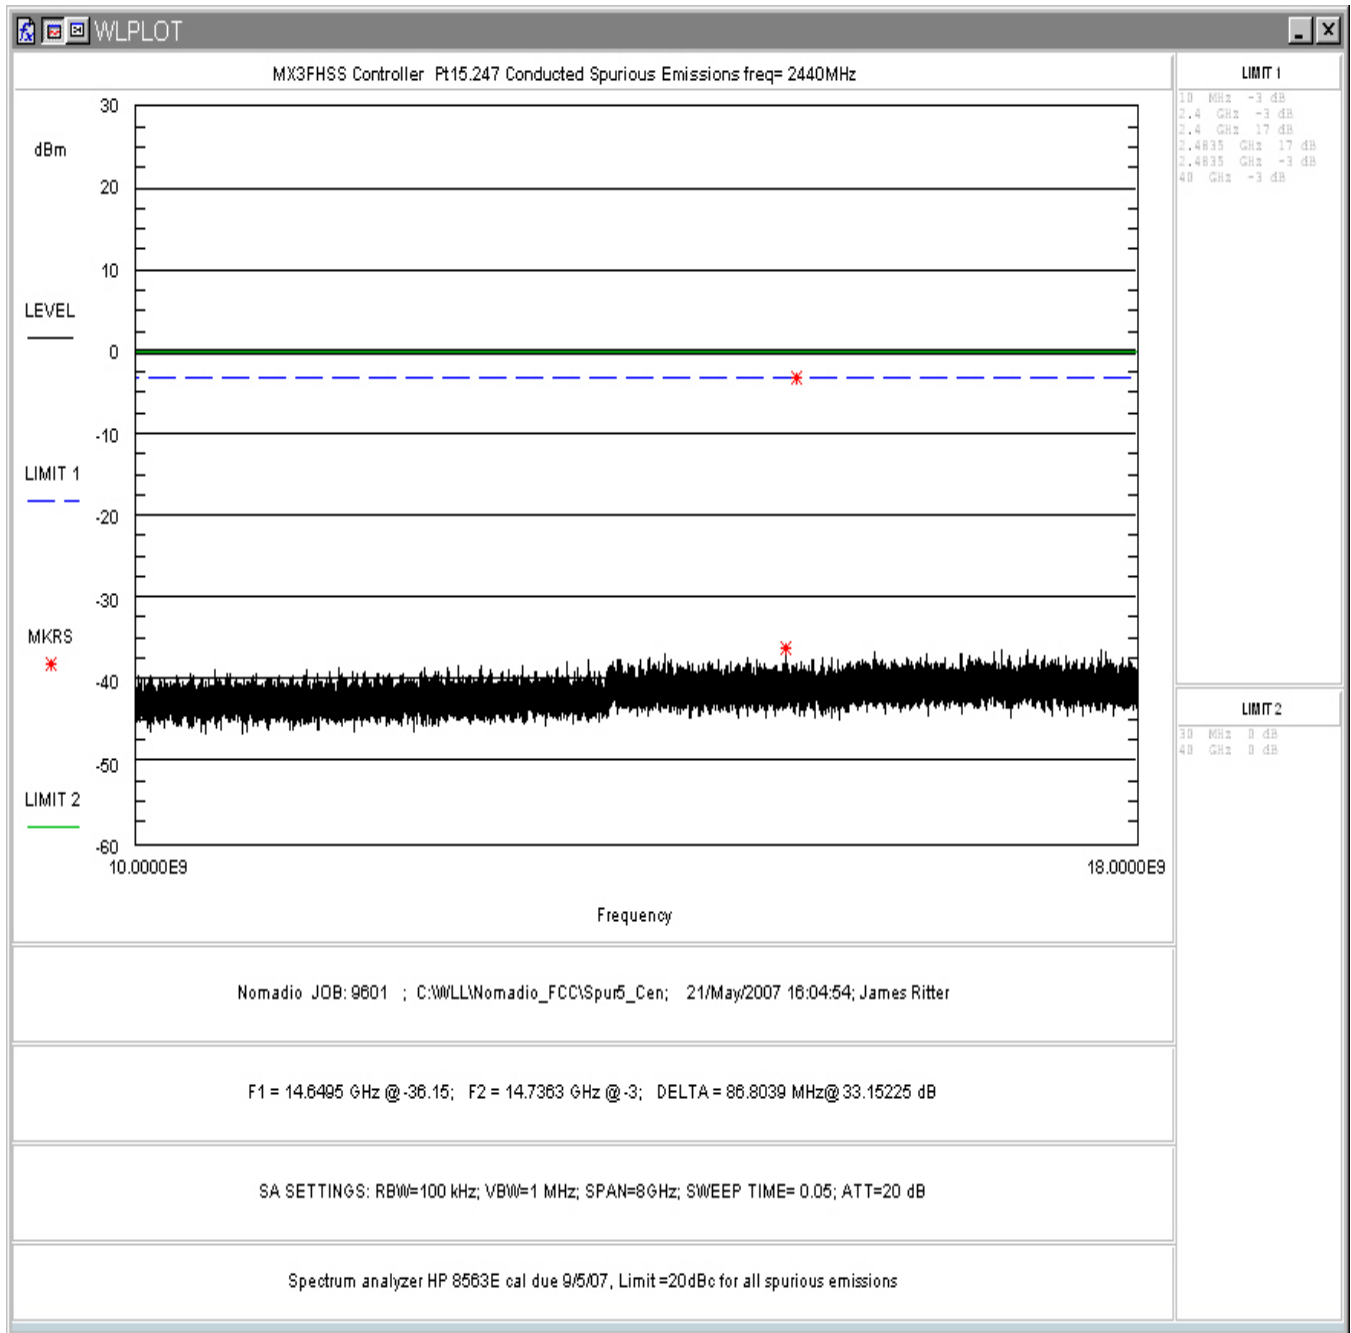 WLPLOT
MX3FHSS Controller Pt15.247 Conducted Spurious Emissions freq= 2440MHz
30
dBm
20
10
LEVEL
0
-10
LIMIT 1
-20
-30
MKRS
-40
-50
LIMIT 2
-60
10.0000E9
18.0000E9
Frequency
LIMIT 1
10 MHz -3 dB
2.4 GHz -3 dB
2.4 GHz 17 dB
2.4835 GHz 17 dB
2.4835 GHz -3 dB
40 GHz -3 dB
LIMIT 2
30 MHz 0 dB
40 GHz 0 dB
Nomadio JOB: 9601 ; C:\WLL\Nomadio_FCC\Spur5_Cen; 21/May/2007 16:04:54; James Ritter
F1 = 14.6495 GHz @-36.15; F2 = 14.7363 GHz @-3; DELTA = 86.8039 MHz@33.15225 dB
SA SETTINGS: RBW=100 kHz; VBW=1 MHz; SPAN=8GHz; SWEEP TIME= 0.05; ATT=20 dB
Spectrum analyzer HP 8563E cal due 9/5/07, Limit =20dBc for all spurious emissions